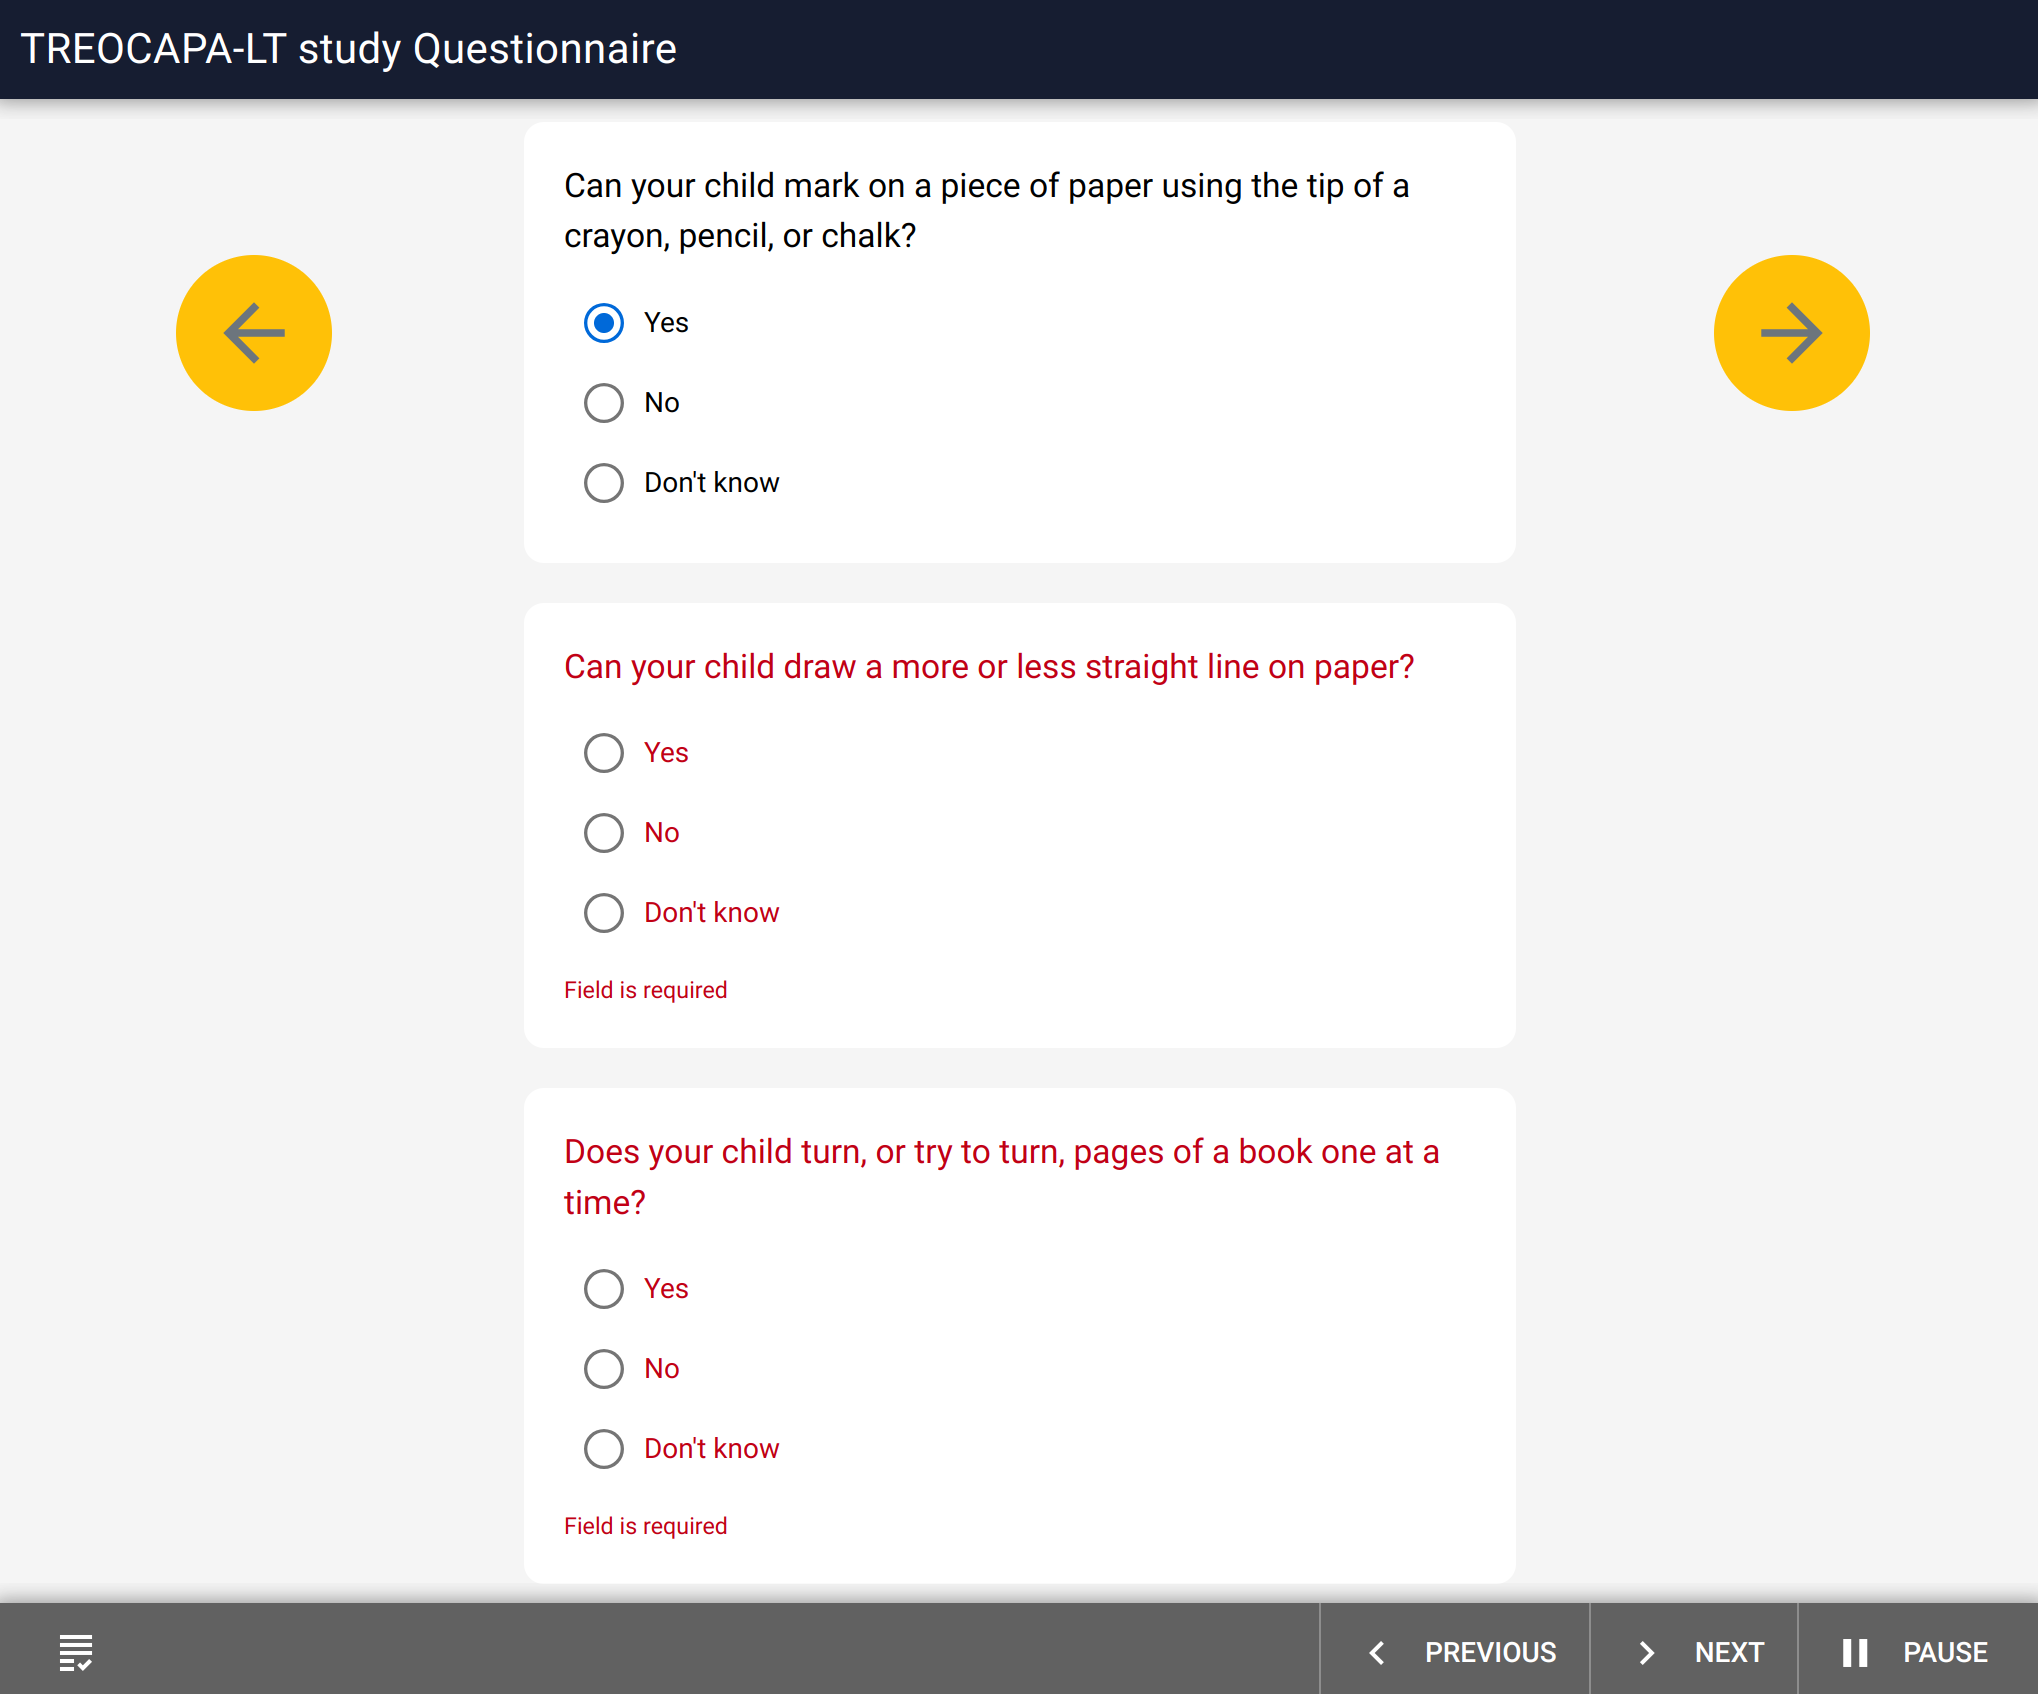 TREOCAPA-LT study Questionnaire
Can your child mark on a piece of paper using the tip of a
crayon, pencil, or chalk?
Yes
No
Don't know
Can your child draw a more or less straight line on paper?
Yes
No
Don't know
Field is required
Does your child turn, or try to turn, pages of a book one at a
time?
Yes
No
Don't know
Field is required
PREVIOUS
NEXT
PAUSE